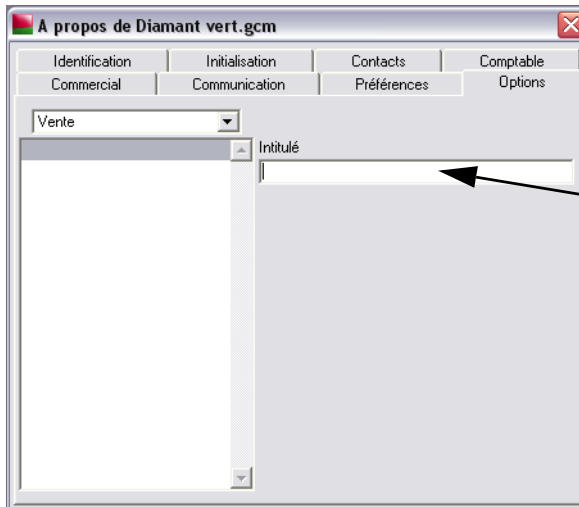 A propos de Diamant vert.gcm
Identification Initialisation Contacts Comptable
Commercial Communication Préférences Options
Vente
Intitulé